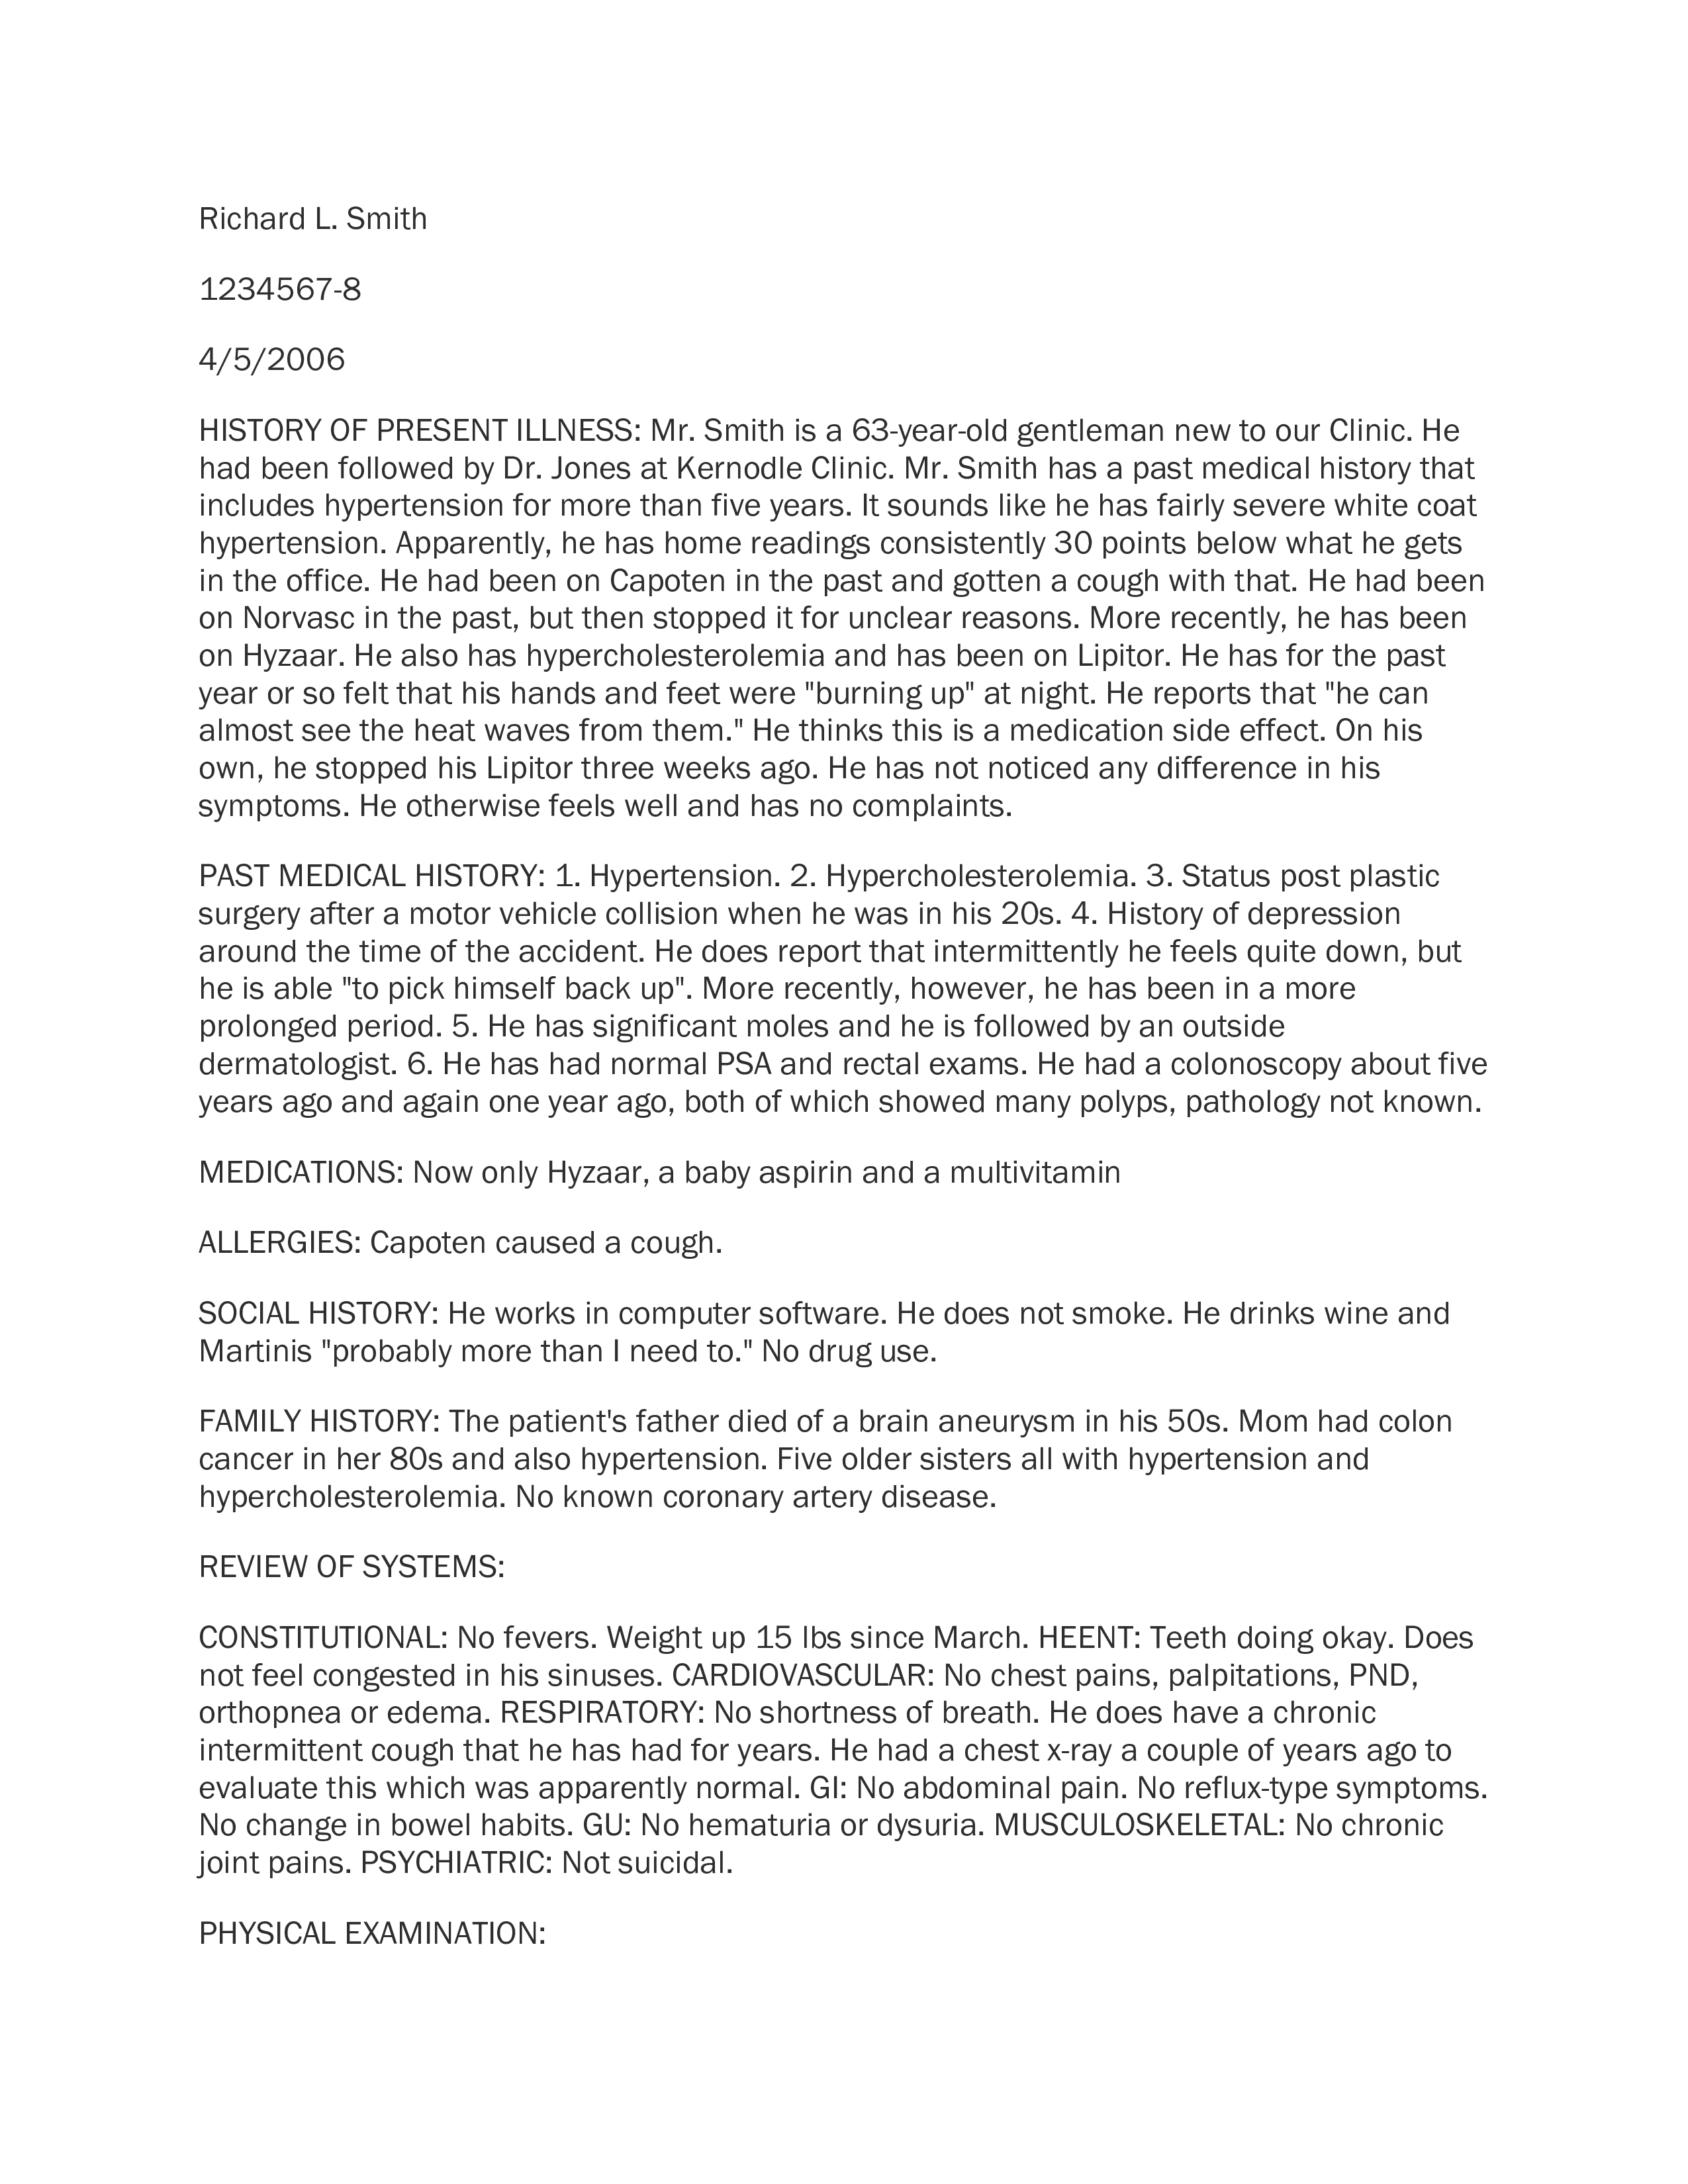 Richard L. Smith
1234567-8
4/5/2006
HISTORY OF PRESENT ILLNESS: Mr. Smith is a 63-year-old gentleman new to our Clinic. He
had been followed by Dr. Jones at Kernodle Clinic. Mr. Smith has a past medical history that
includes hypertension for more than five years. It sounds like he has fairly severe white coat
hypertension. Apparently, he has home readings consistently 30 points below what he gets
in the office. He had been on Capoten in the past and gotten a cough with that. He had been
on Norvasc in the past, but then stopped it for unclear reasons. More recently, he has been
on Hyzaar. He also has hypercholesterolemia and has been on Lipitor. He has for the past
year or so felt that his hands and feet were "burning up" at night. He reports that "he can
almost see the heat waves from them." He thinks this is a medication side effect. On his
own, he stopped his Lipitor three weeks ago. He has not noticed any difference in his
symptoms. He otherwise feels well and has no complaints.
PAST MEDICAL HISTORY: 1. Hypertension. 2. Hypercholesterolemia. 3. Status post plastic
surgery after a motor vehicle collision when he was in his 20s. 4. History of depression
around the time of the accident. He does report that intermittently he feels quite down, but
he is able "to pick himself back up". More recently, however, he has been in a more
prolonged period. 5. He has significant moles and he is followed by an outside
dermatologist. 6. He has had normal PSA and rectal exams. He had a colonoscopy about five
years ago and again one year ago, both of which showed many polyps, pathology not known.
MEDICATIONS: Now only Hyzaar, a baby aspirin and a multivitamin
ALLERGIES: Capoten caused a cough.
SOCIAL HISTORY: He works in computer software. He does not smoke. He drinks wine and
Martinis "probably more than I need to." No drug use.
FAMILY HISTORY: The patient's father died of a brain aneurysm in his 50s. Mom had colon
cancer in her 80s and also hypertension. Five older sisters all with hypertension and
hypercholesterolemia. No known coronary artery disease.
REVIEW OF SYSTEMS:
CONSTITUTIONAL: No fevers. Weight up 15 lbs since March. HEENT: Teeth doing okay. Does
not feel congested in his sinuses. CARDIOVASCULAR: No chest pains, palpitations, PND,
orthopnea or edema. RESPIRATORY: No shortness of breath. He does have a chronic
intermittent cough that he has had for years. He had a chest x-ray a couple of years ago to
evaluate this which was apparently normal. GI: No abdominal pain. No reflux-type symptoms.
No change in bowel habits. GU: No hematuria or dysuria. MUSCULOSKELETAL: No chronic
joint pains. PSYCHIATRIC: Not suicidal.
PHYSICAL EXAMINATION: